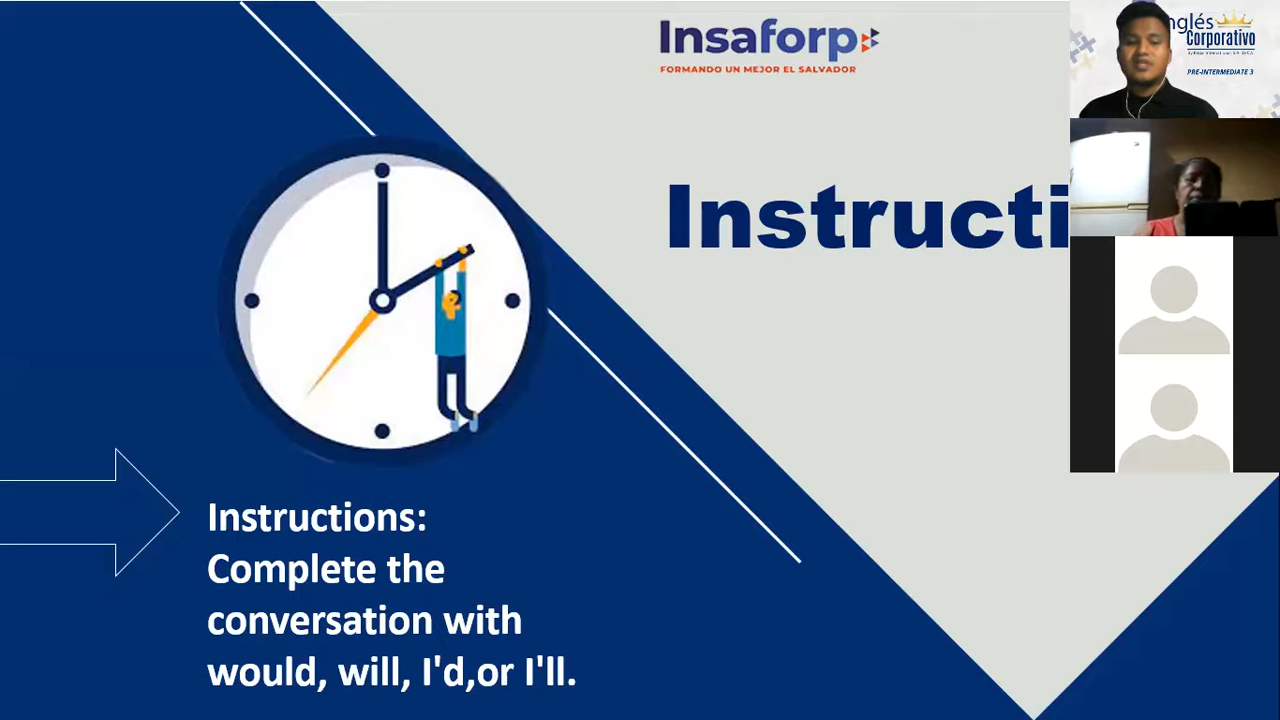 Insaforp
FORMANDO UN MEJOR EL SALVADOR
Instructi
Instructions:
Complete the
conversation with
would, will, I'd,or I'll.
nglés
Corporativo
PRE-INTERMEDIATE 3